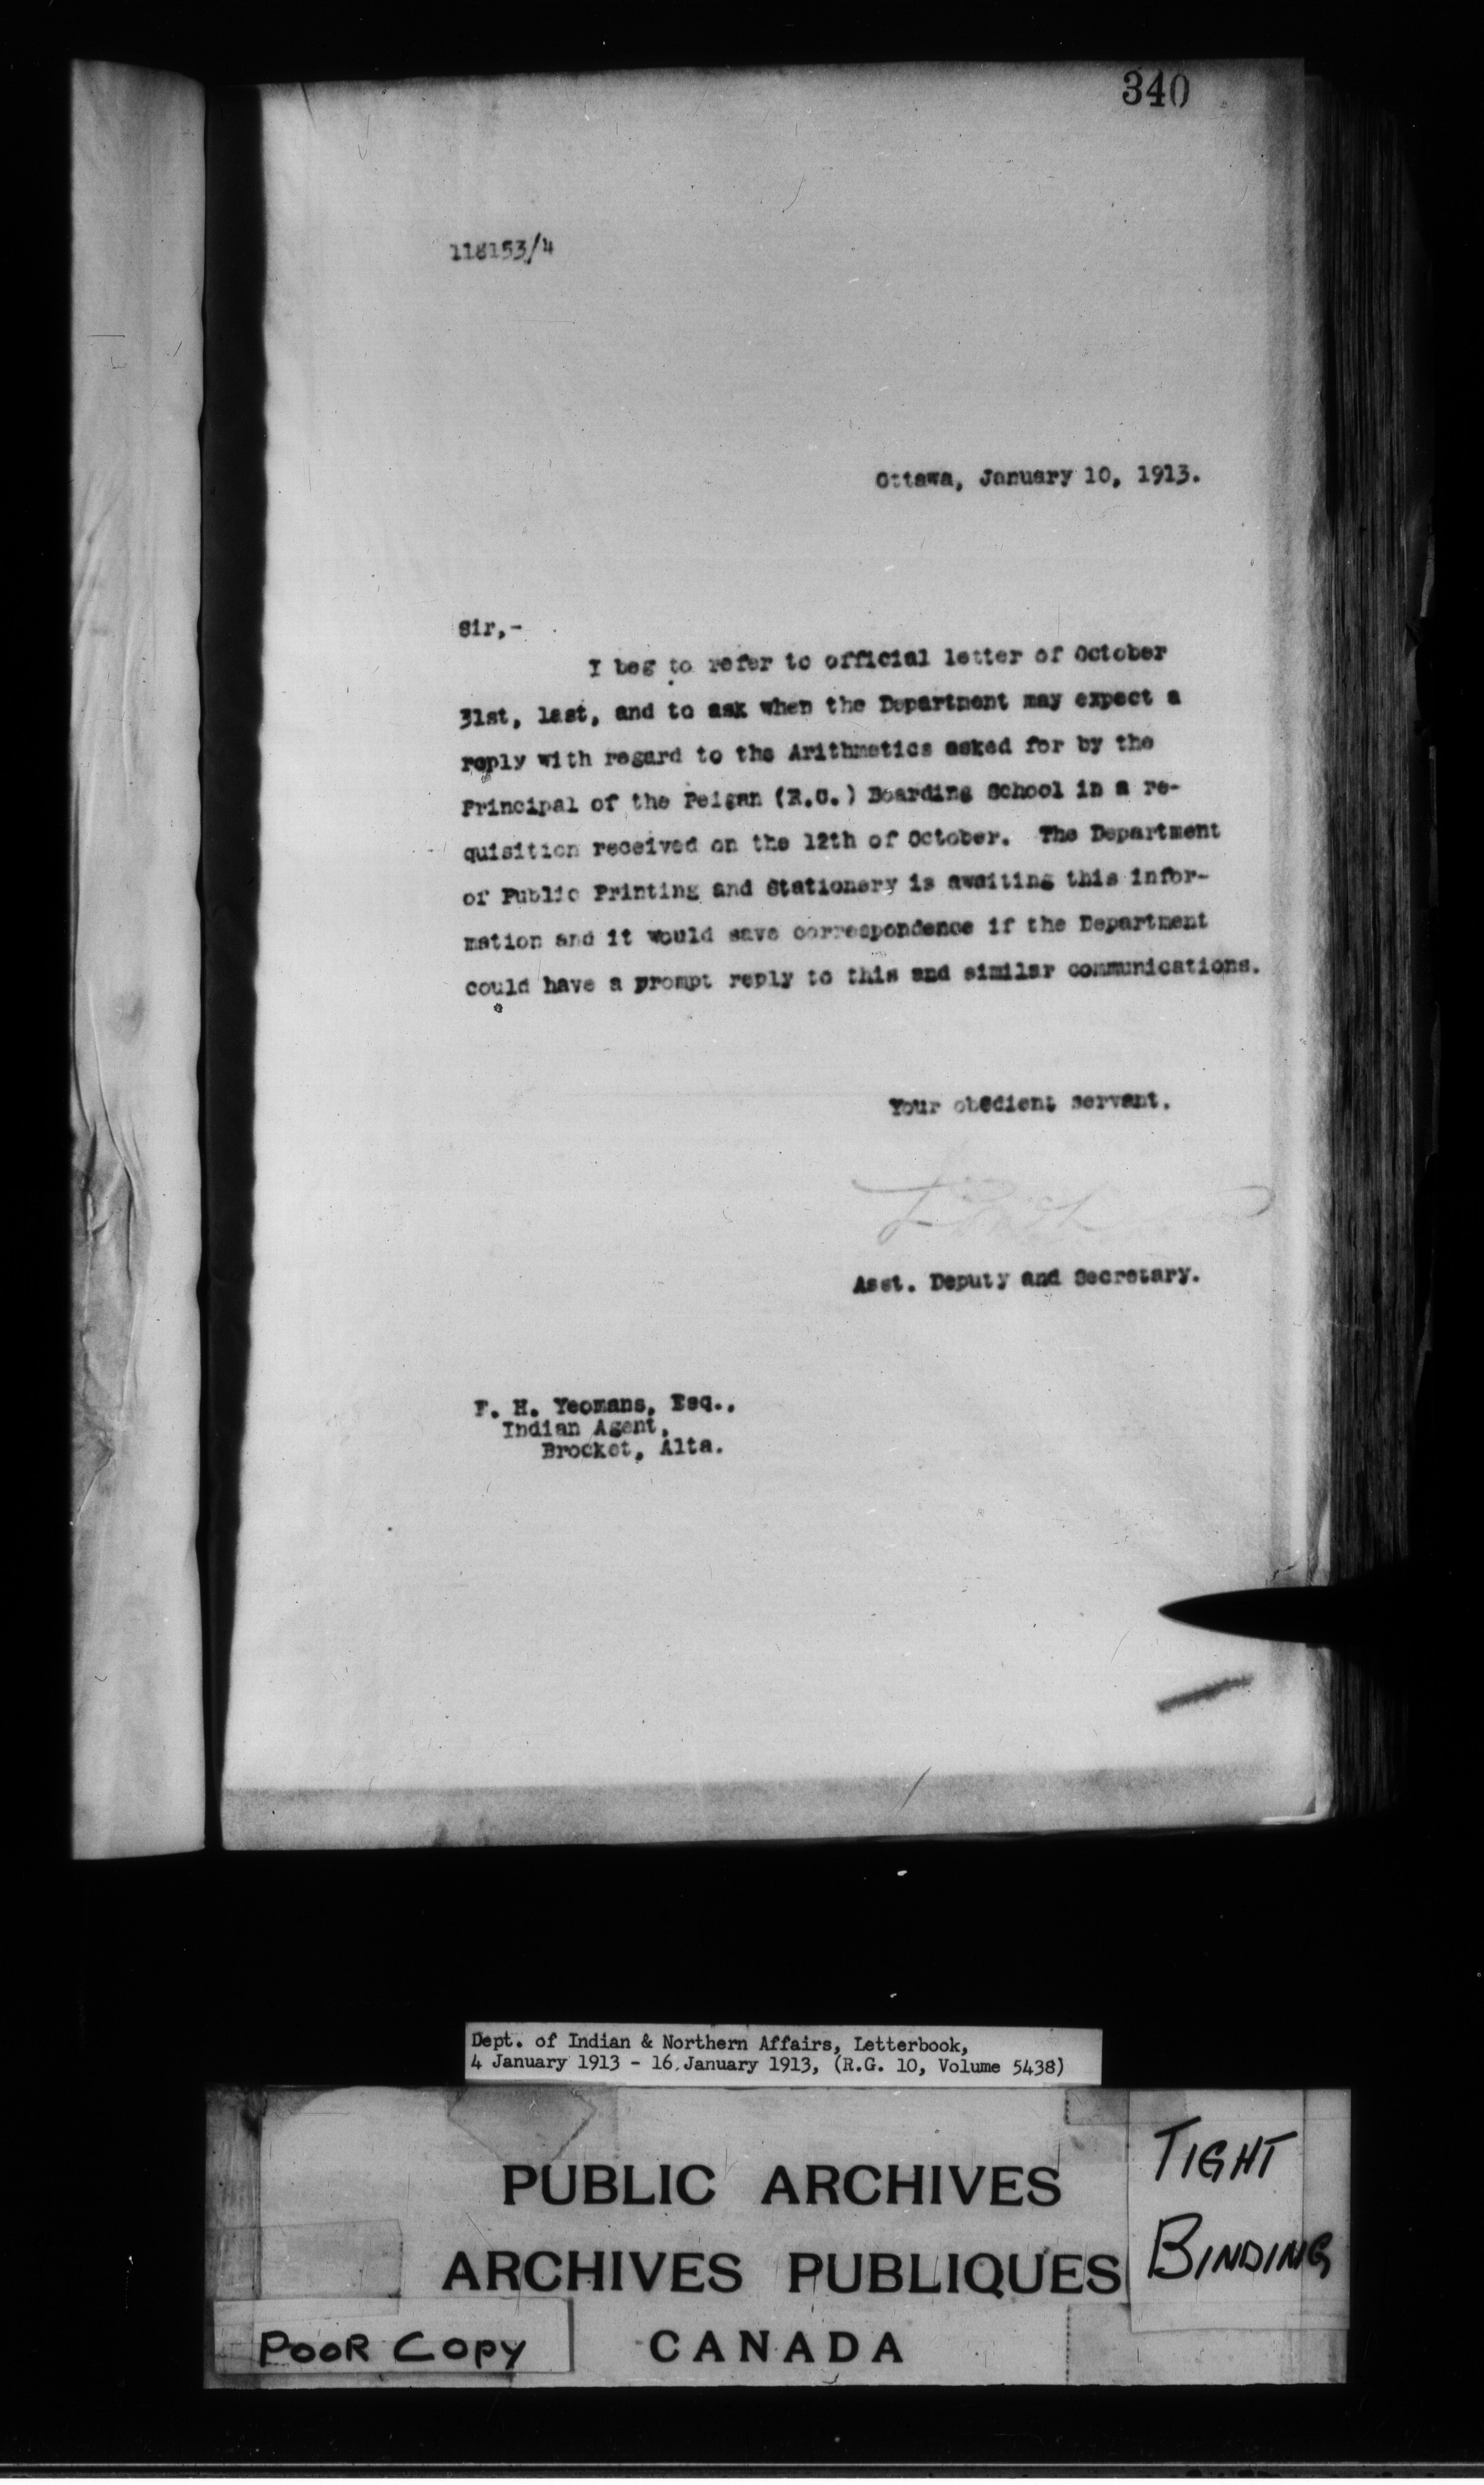 340
118153/4
Ottawa, January 10, 1913.
Sir,-
I beg to refer to official letter of October
31st, last, and to ask when the Department may expect a
reply with regard to the Arithmetics asked for by the
Principal of the Peigan (R.C.) Boarding School in a re-
quisition received on the 12th of October. The Department
of Public Printing and Stationery is awaiting this infor-
mation and it would save correspondence if the Department
could have a prompt reply to this and similar communications.
Your obedient servant.
Asst. Deputy and Secretary.
F. H. Yeomans, Esq.,
Indian Agent,
Brocket, Alta.
Dept. of Indian & Northern Affairs, Letterbook,
4 January 1913 - 16 January 1913, (R.G. 10, Volume 5438)
PUBLIC ARCHIVES
ARCHIVES PUBLIQUES
CANADA
TIGHT
BINDING
POOR COPY